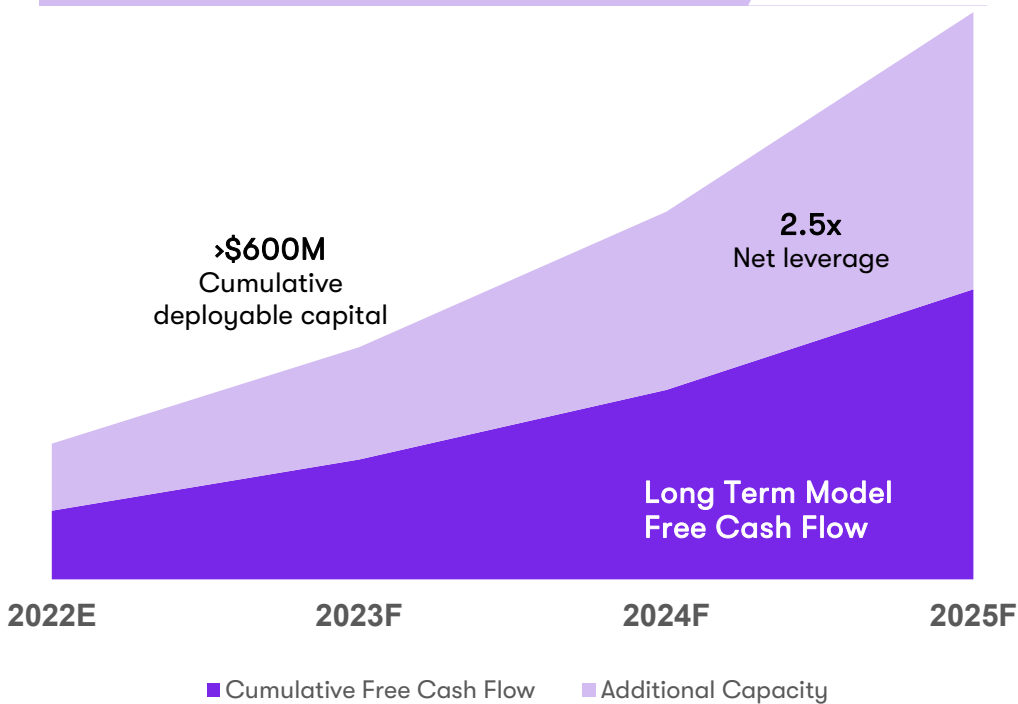 >$600M
Cumulative
deployable capital
2.5x
Net leverage
Long Term Model
Free Cash Flow
2022E
2023F
2024F
2025F
Cumulative Free Cash Flow
Additional Capacity